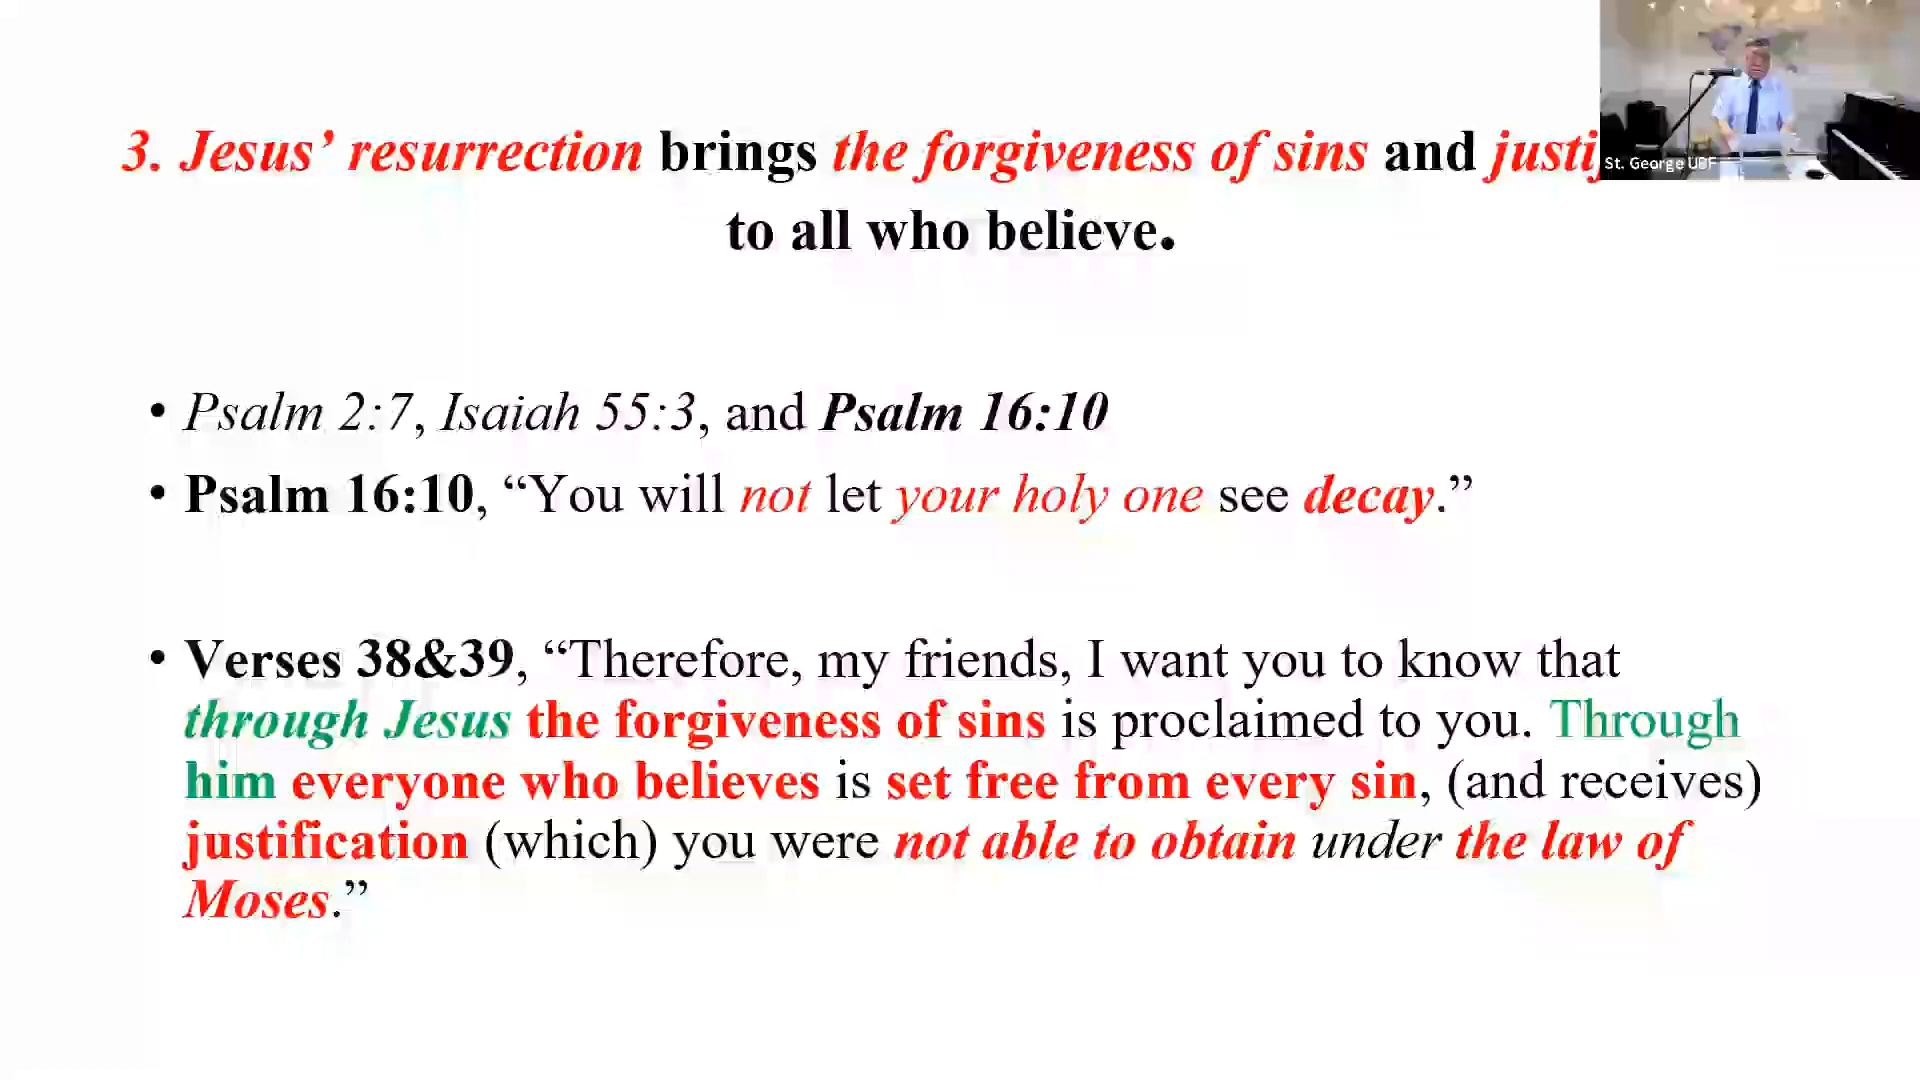 3. Jesus’ resurrection brings the forgiveness of sins and
to all who believe.
St. George UBF
• Psalm 2:7, Isaiah 55:3, and Psalm 16:10
• Psalm 16:10, “You will not let your holy one see decay.”
• Verses 38&39, “Therefore, my friends, I want you to know that
through Jesus the forgiveness of sins is proclaimed to you. Through
him everyone who believes is set free from every sin, (and receives)
justification (which) you were not able to obtain under the law of
Moses.”